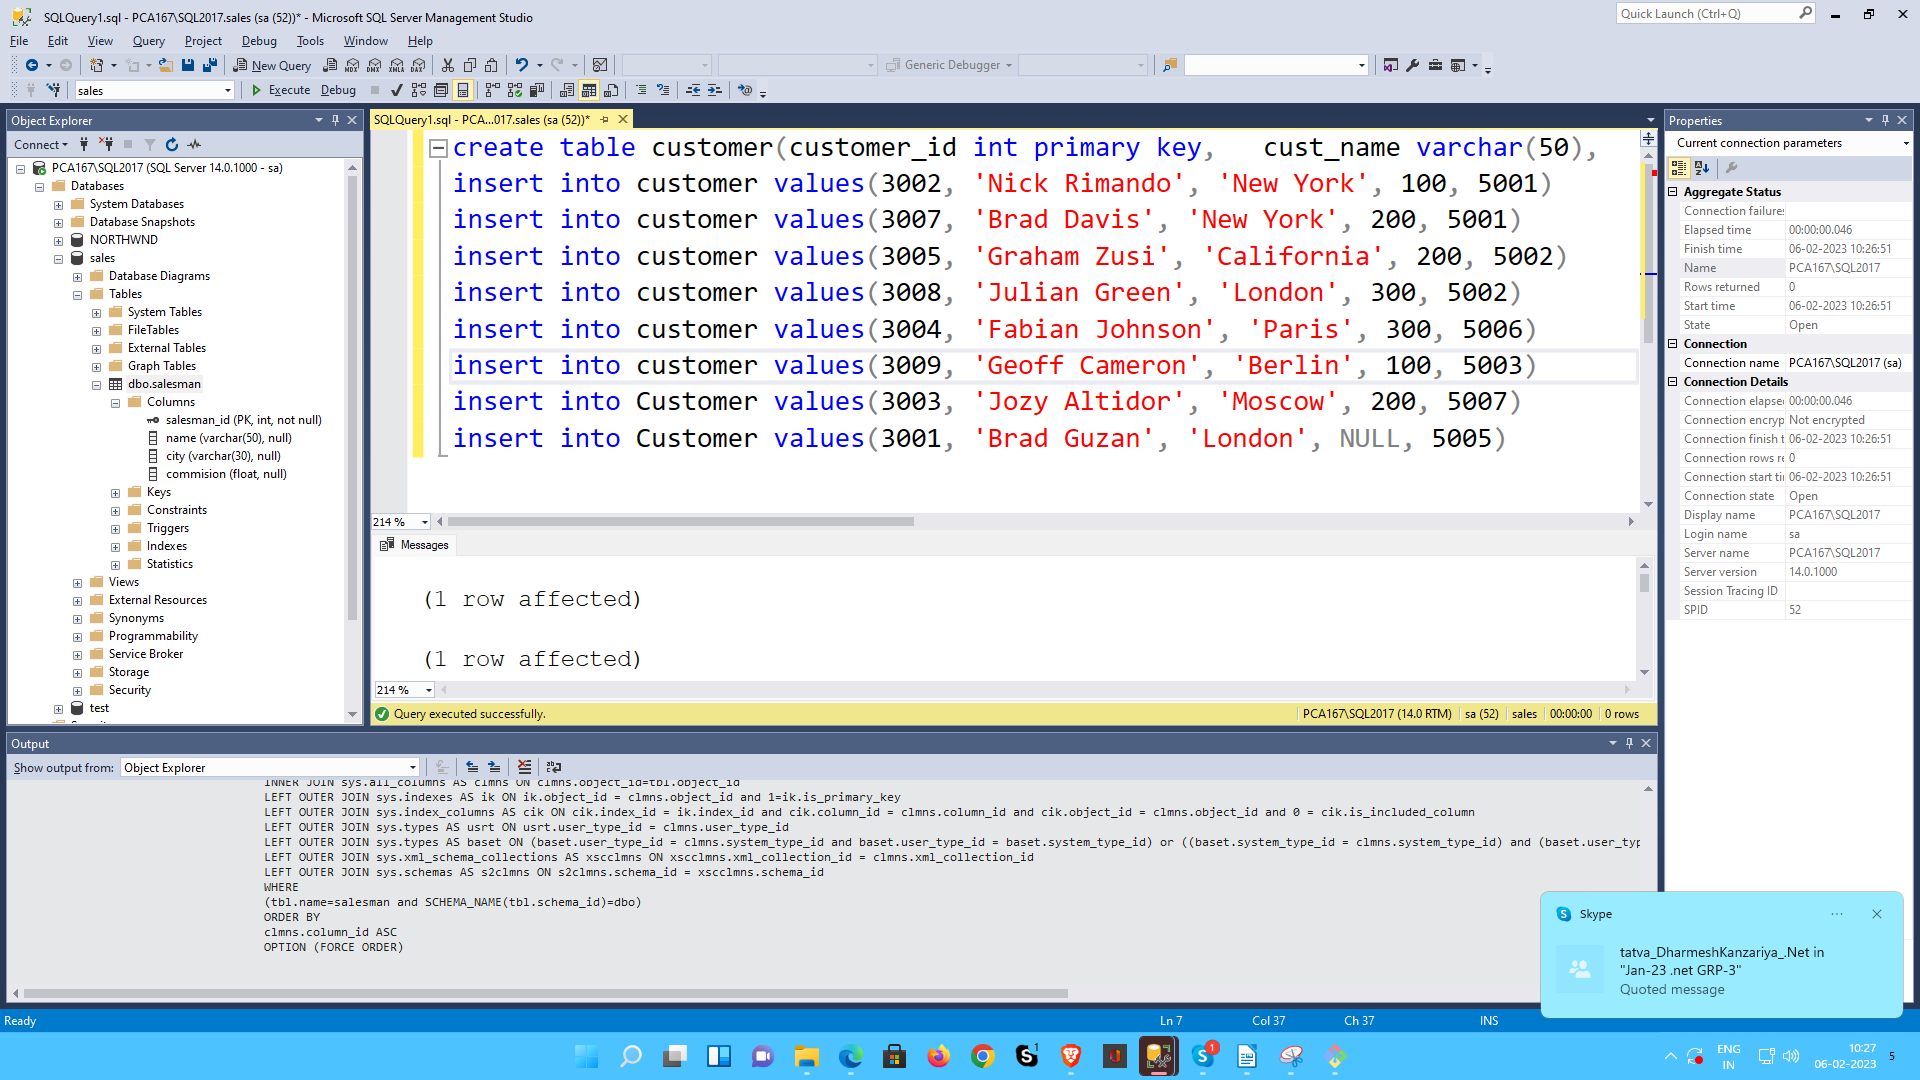 SQLQuery1.sql - PCA167\SQL2017.sales (sa (52))* - Microsoft SQL Server Management Studio
Quick Launch (Ctrl+Q)
File Edit View Query Project Debug Tools Window Help
New Query
Generic Debugger
sales
Execute Debug
Object Explorer
Connect
PCA167\SQL2017 (SQL Server 14.0.1000 - sa)
Databases
System Databases
Database Snapshots
NORTHWND
sales
Database Diagrams
Tables
System Tables
FileTables
External Tables
Graph Tables
dbo.salesman
Columns
salesman_id (PK, int, not null)
name (varchar(50), null)
city (varchar(30), null)
commision (float, null)
Keys
Constraints
Triggers
Indexes
Statistics
Views
External Resources
Synonyms
Programmability
Service Broker
Storage
Security
test
SQLQuery1.sql - PCA...017.sales (sa (52))*
create table customer(customer_id int primary key, cust_name varchar(50),
insert into customer values(3002, 'Nick Rimando', 'New York', 100, 5001)
insert into customer values(3007, 'Brad Davis', 'New York', 200, 5001)
insert into customer values(3005, 'Graham Zusi', 'California', 200, 5002)
insert into customer values(3008, 'Julian Green', 'London', 300, 5002)
insert into customer values(3004, 'Fabian Johnson', 'Paris', 300, 5006)
insert into customer values(3009, 'Geoff Cameron', 'Berlin', 100, 5003)
insert into Customer values(3003, 'Jozy Altidor', 'Moscow', 200, 5007)
insert into Customer values(3001, 'Brad Guzan', 'London', NULL, 5005)
214 %
Messages
(1 row affected)
(1 row affected)
214 %
Query executed successfully.
PCA167\SQL2017 (14.0 RTM) sa (52) sales 00:00:00 0 rows
Properties
Current connection parameters
Aggregate Status
Connection failures
Elapsed time 00:00:00.046
Finish time 06-02-2023 10:26:51
Name PCA167\SQL2017
Rows returned 0
Start time 06-02-2023 10:26:51
State Open
Connection
Connection name PCA167\SQL2017 (sa)
Connection Details
Connection elapse 00:00:00.046
Connection encryp Not encrypted
Connection finish t 06-02-2023 10:26:51
Connection rows re 0
Connection start ti 06-02-2023 10:26:51
Connection state Open
Display name PCA167\SQL2017
Login name sa
Server name PCA167\SQL2017
Server version 14.0.1000
Session Tracing ID
SPID 52
Output
Show output from: Object Explorer
INNER JOIN sys.all_columns AS clmns ON clmns.object_id=tbl.object_id
LEFT OUTER JOIN sys.indexes AS ik ON ik.object_id = clmns.object_id and 1=ik.is_primary_key
LEFT OUTER JOIN sys.index_columns AS cik ON cik.index_id = ik.index_id and cik.column_id = clmns.column_id and cik.object_id = clmns.object_id and 0 = cik.is_included_column
LEFT OUTER JOIN sys.types AS usrt ON usrt.user_type_id = clmns.user_type_id
LEFT OUTER JOIN sys.types AS baset ON (baset.user_type_id = clmns.system_type_id and baset.user_type_id = baset.system_type_id) or ((baset.system_type_id = clmns.system_type_id) and (baset.user_typ
LEFT OUTER JOIN sys.xml_schema_collections AS xscclmns ON xscclmns.xml_collection_id = clmns.xml_collection_id
LEFT OUTER JOIN sys.schemas AS s2clmns ON s2clmns.schema_id = xscclmns.schema_id
WHERE
(tbl.name=salesman and SCHEMA_NAME(tbl.schema_id)=dbo)
ORDER BY
clmns.column_id ASC
OPTION (FORCE ORDER)
Skype
tatva_DharmeshKanzariya_.Net in
"Jan-23 .net GRP-3"
Quoted message
Ready
Ln 7 Col 37 Ch 37 INS
ENG
IN
10:27
06-02-2023
5